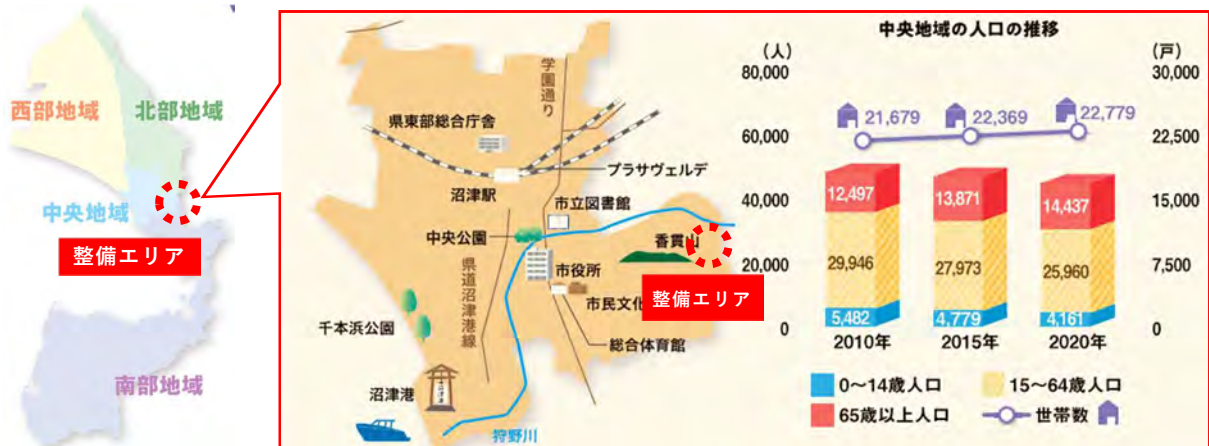 西部地域
北部地域
中央地域
整備エリア
南部地域
学園通り
県東部総合庁舎
プラサヴェルデ
沼津駅
市立図書館
中央公園
香貫山
県道沼津港線
市役所
整備エリア
市民文化
千本浜公園
総合体育館
沼津港
狩野川
中央地域の人口の推移
(人)
(戸)
80,000
30,000
21,679
22,369
22,779
60,000
22,500
12,497
13,871
14,437
40,000
15,000
29,946
27,973
25,960
20,000
7,500
5,482
4,779
4,161
0
0
2010年
2015年
2020年
0〜14歳人口
15〜64歳人口
65歳以上人口
世帯数